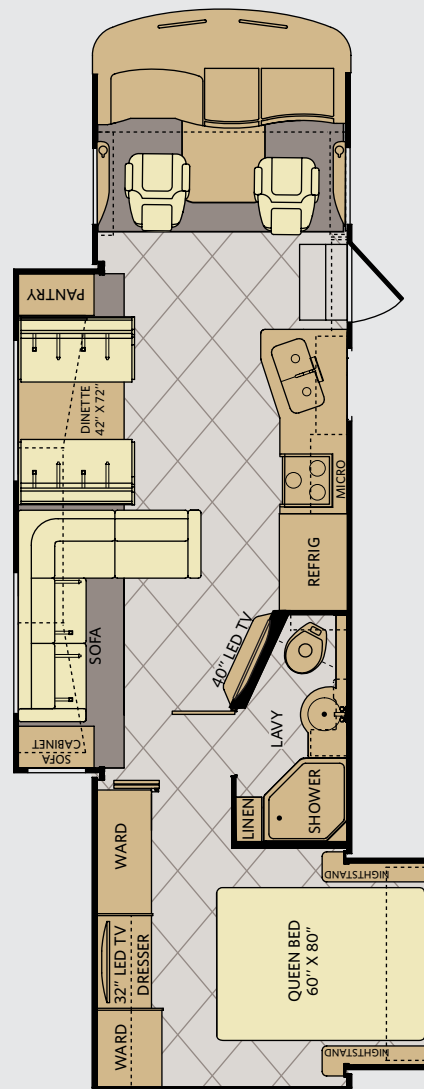 PANTRY
DINETTE
42" X 72"
MICRO
REFRIG
SOFA
40" LED TV
LAVY
SOFA
CABINET
LINEN
SHOWER
WARD
NIGHTSTAND
32" LED TV
DRESSER
QUEEN BED
60" X 80"
WARD
NIGHTSTAND